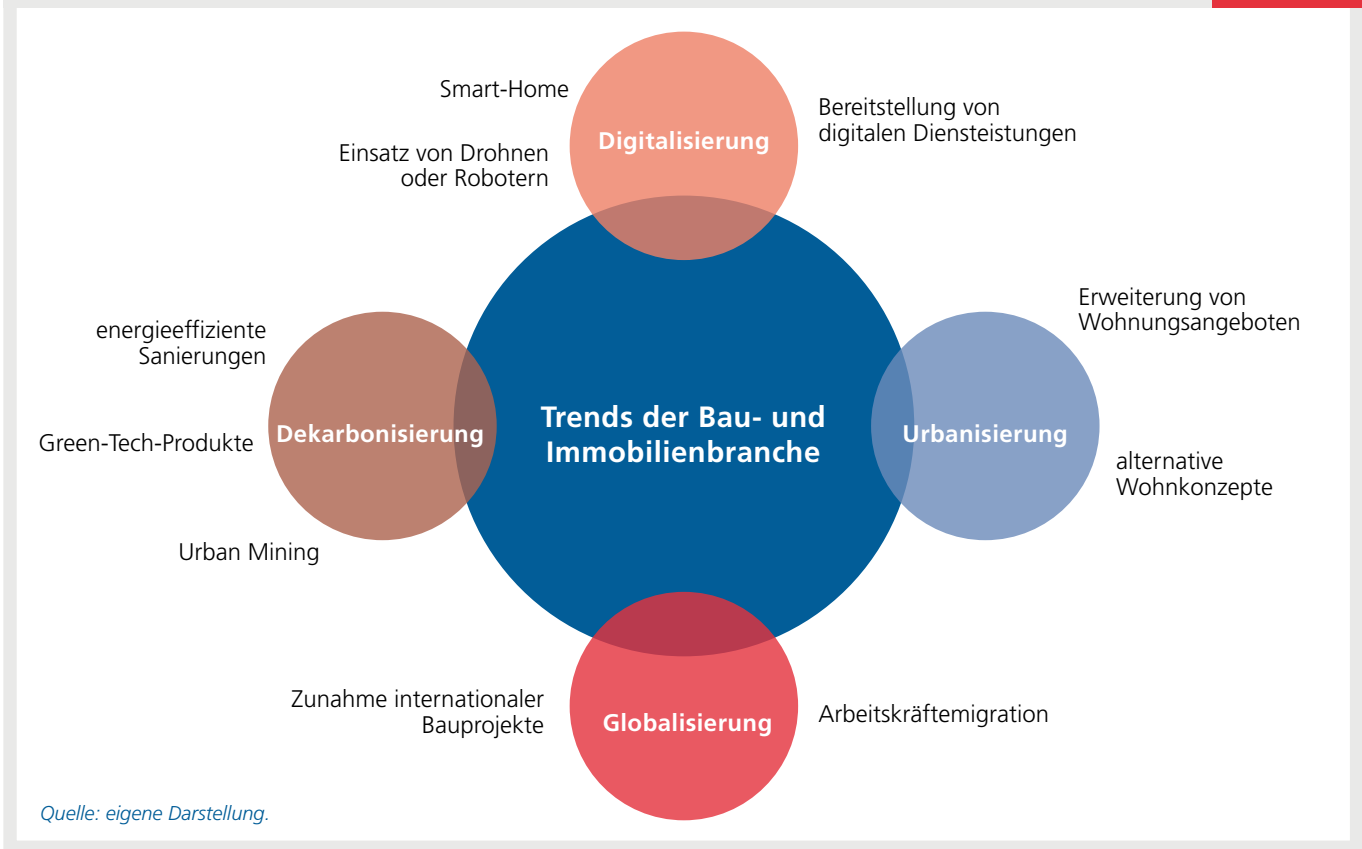 Smart-Home
Einsatz von Drohnen
oder Robotern
Digitalisierung
Bereitstellung von
digitalen Diensteistungen
energieeffiziente
Sanierungen
Green-Tech-Produkte
Urban Mining
Dekarbonisierung
Trends der Bau- und
Immobilienbranche
Urbanisierung
Erweiterung von
Wohnungsangeboten
alternative
Wohnkonzepte
Zunahme internationaler
Bauprojekte
Globalisierung
Arbeitskräftemigration
Quelle: eigene Darstellung.